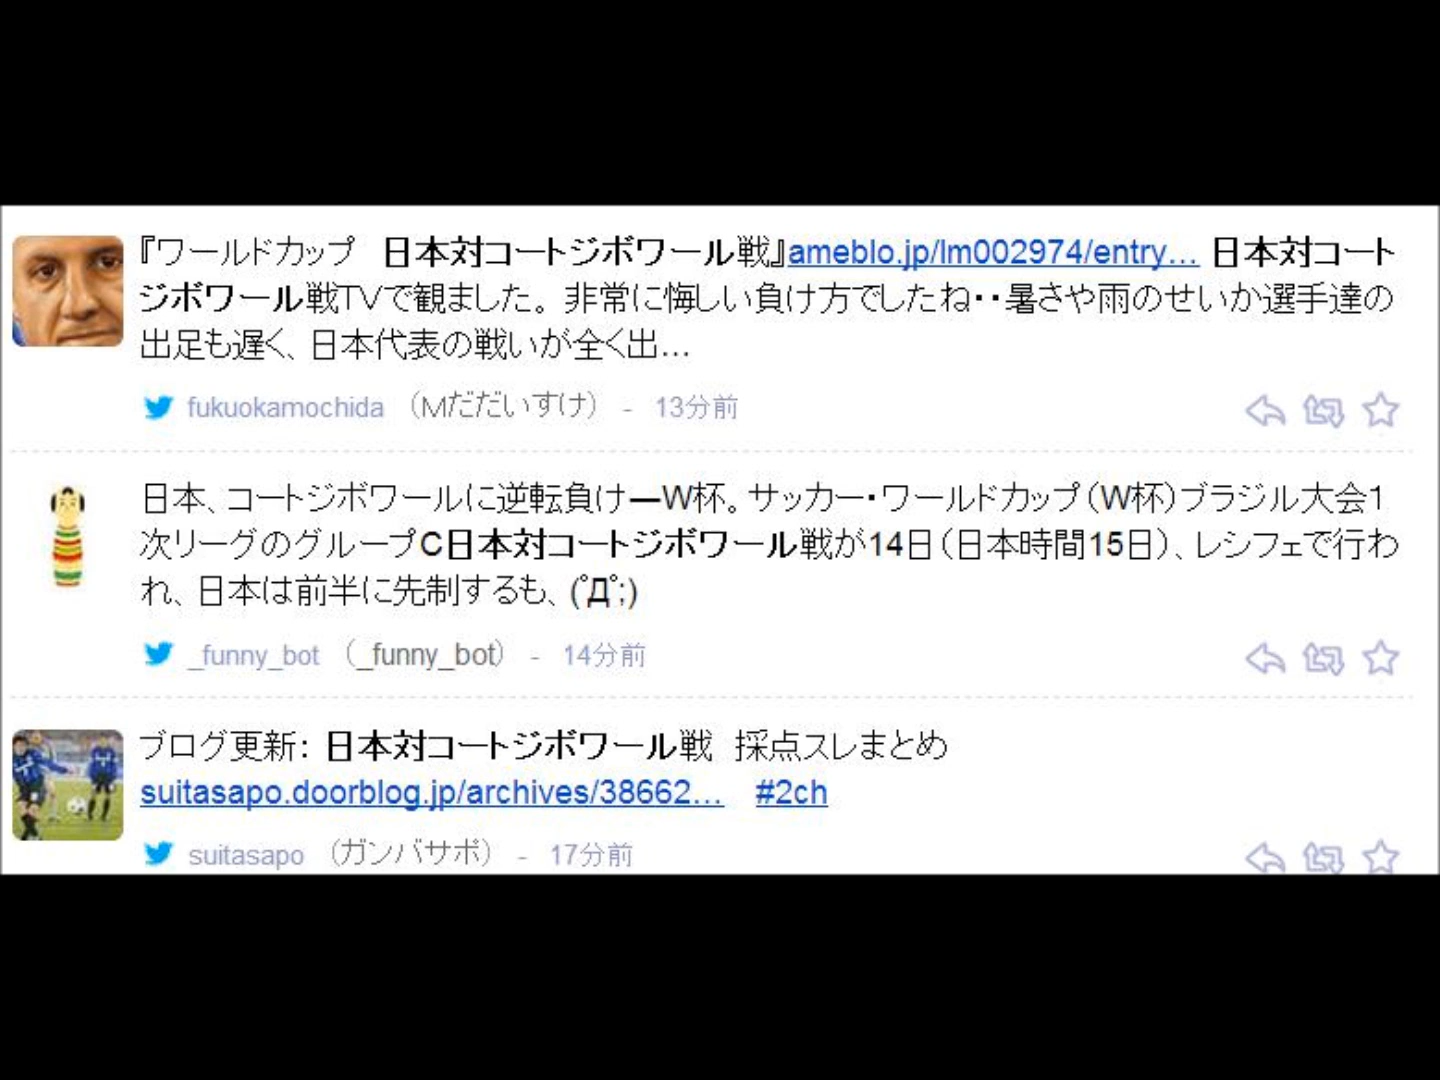 『ワールドカップ　日本対コートジボワール戦』ameblo.jp/lm002974/entry… 日本対コート
ジボワール戦TVで観ました。非常に悔しい負け方でしたね・・暑さや雨のせいか選手達の
出足も遅く、日本代表の戦いが全く出…
fukuokamochida （Mだだいすけ） - 13分前
日本、コートジボワールに逆転負け―W杯。サッカー・ワールドカップ（W杯）ブラジル大会1
次リーグのグループC日本対コートジボワール戦が14日（日本時間15日）、レシフェで行わ
れ、日本は前半に先制するも、(ﾟДﾟ;)
_funny_bot （_funny_bot） - 14分前
ブログ更新： 日本対コートジボワール戦　採点スレまとめ
suitasapo.doorblog.jp/archives/38662… #2ch
suitasapo （ガンバサポ） - 17分前